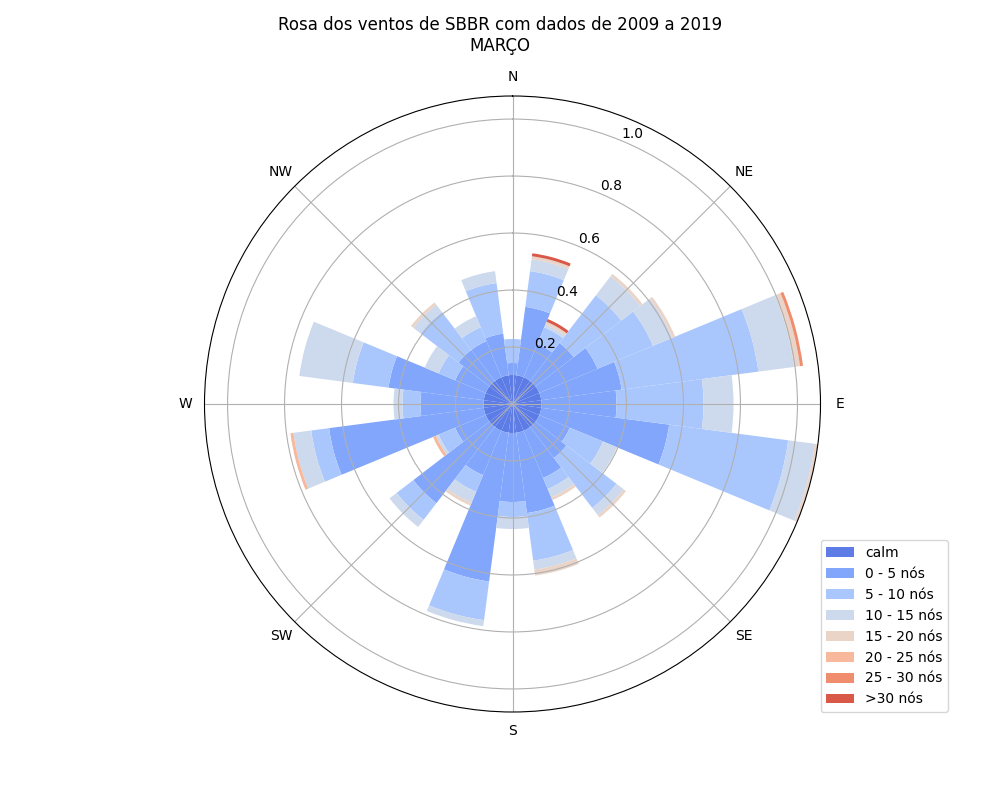 Rosa dos ventos de SBBR com dados de 2009 a 2019
MARÇO
N
1.0
NW
NE
0.8
0.6
0.4
0.2
W
E
calm
0 - 5 nós
5 - 10 nós
10 - 15 nós
15 - 20 nós
20 - 25 nós
25 - 30 nós
>30 nós
SW
SE
S